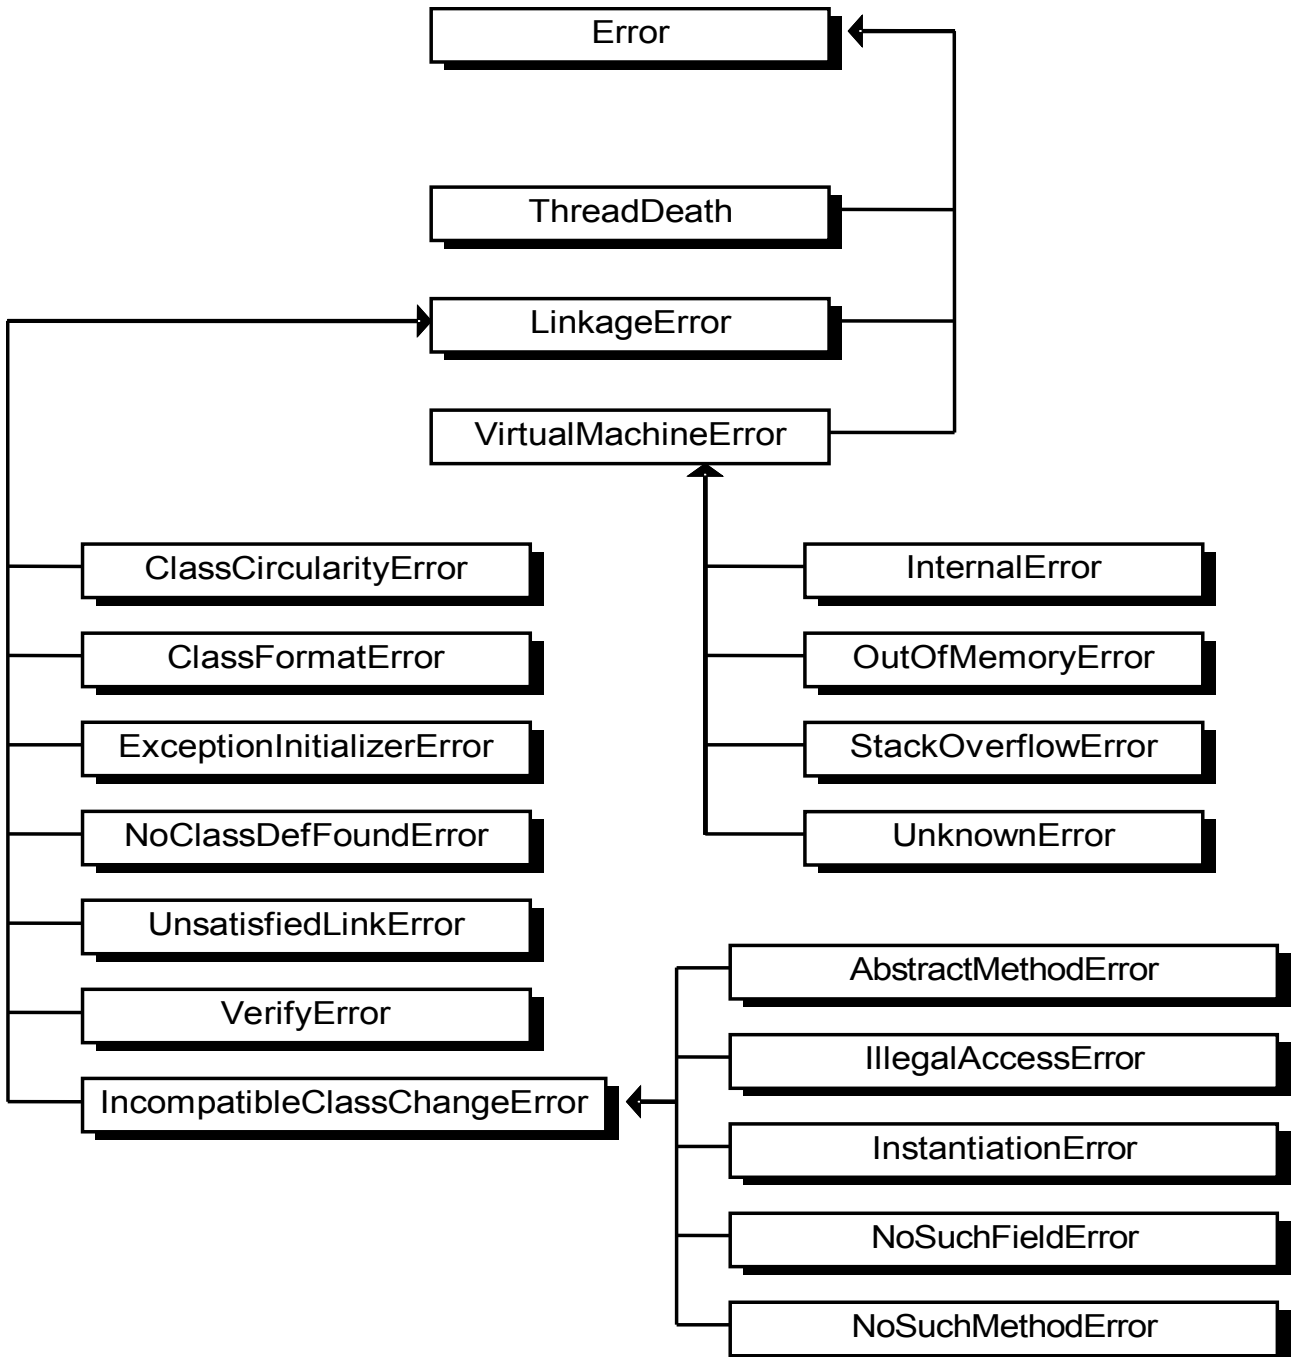 Error
ThreadDeath
LinkageError
VirtualMachineError
ClassCircularityError
ClassFormatError
ExceptionInitializerError
NoClassDefFoundError
UnsatisfiedLinkError
VerifyError
IncompatibleClassChangeError
InternalError
OutOfMemoryError
StackOverflowError
UnknownError
AbstractMethodError
IllegalAccessError
InstantiationError
NoSuchFieldError
NoSuchMethodError